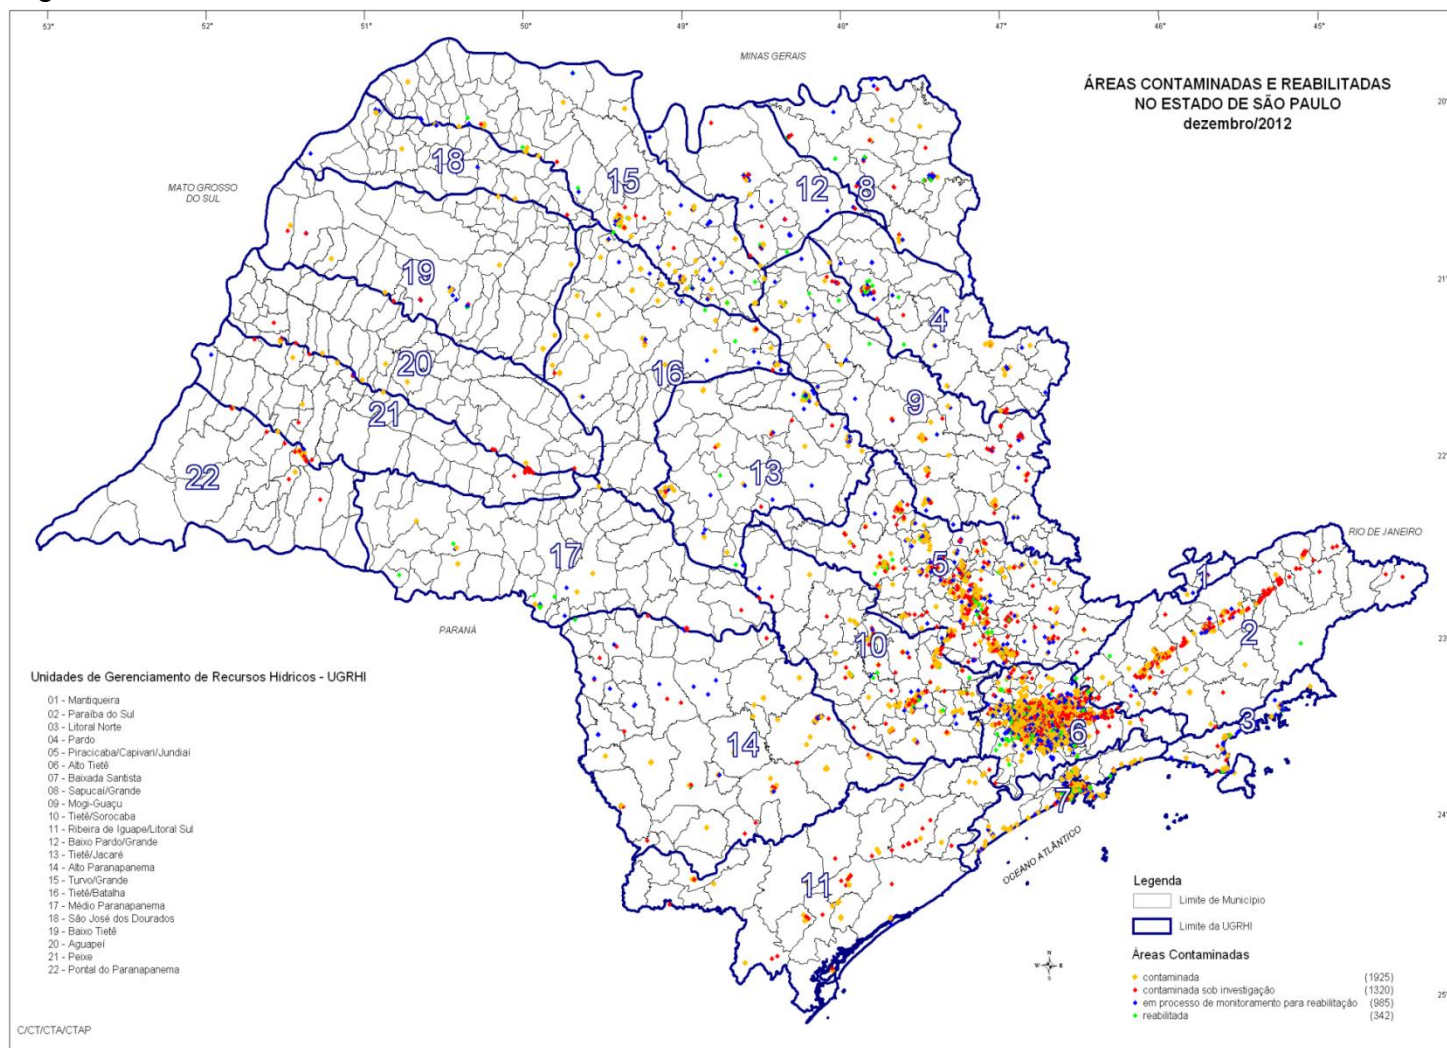 53°
52°
51°
50°
49°
48°
47°
46°
45°
MINAS GERAIS
ÁREAS CONTAMINADAS E REABILITADAS
NO ESTADO DE SÃO PAULO
dezembro/2012
20°
18
15
12
8
MATO GROSSO
DO SUL
19
21°
4
20
16
9
21
13
22
22°
17
5
1
RIO DE JANEIRO
2
PARANÁ
10
23°
Unidades de Gerenciamento de Recursos Hídricos - UGRHI
01 - Mantiqueira
02 - Paraíba do Sul
03 - Litoral Norte
04 - Pardo
05 - Piracicaba/Capivari/Jundiaí
06 - Alto Tietê
07 - Baixada Santista
08 - Sapucaí/Grande
09 - Mogi-Guaçu
10 - Tietê/Sorocaba
11 - Ribeira de Iguape/Litoral Sul
12 - Baixo Pardo/Grande
13 - Tietê/Jacaré
14 - Alto Paranapanema
15 - Turvo/Grande
16 - Tietê/Batalha
17 - Médio Paranapanema
18 - São José dos Dourados
19 - Baixo Tietê
20 - Aguapeí
21 - Peixe
22 - Pontal do Paranapanema
3
6
14
7
24°
OCEANO ATLÂNTICO
11
Legenda
Limite de Município
Limite da UGRHI
N
W
E
S
Áreas Contaminadas
contaminada (1925)
contaminada sob investigação (1320)
em processo de monitoramento para reabilitação (985)
reabilitada (342)
25°
C/CT/CTA/CTAP